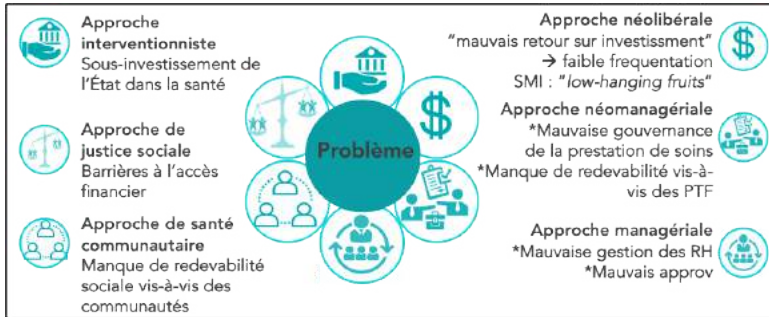 Approche
interventionniste
Sous-investissement de
l'État dans la santé
Approche de
justice sociale
Barrières à l'accès
financier
Approche de santé
communautaire
Manque de redevabilité
sociale vis-à-vis des
communautés
Problème
Approche néolibérale
"mauvais retour sur investissment"
→ faible frequentation
SMI : "low-hanging fruits"
Approche néomanagériale
*Mauvaise gouvernance
de la prestation de soins
*Manque de redevabilité vis-à-
vis des PTF
Approche managériale
*Mauvaise gestion des RH
*Mauvais approv